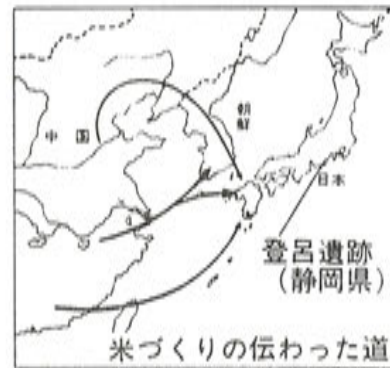 中国
朝鮮
日本
登呂遺跡
(静岡県)
米づくりの伝わった道